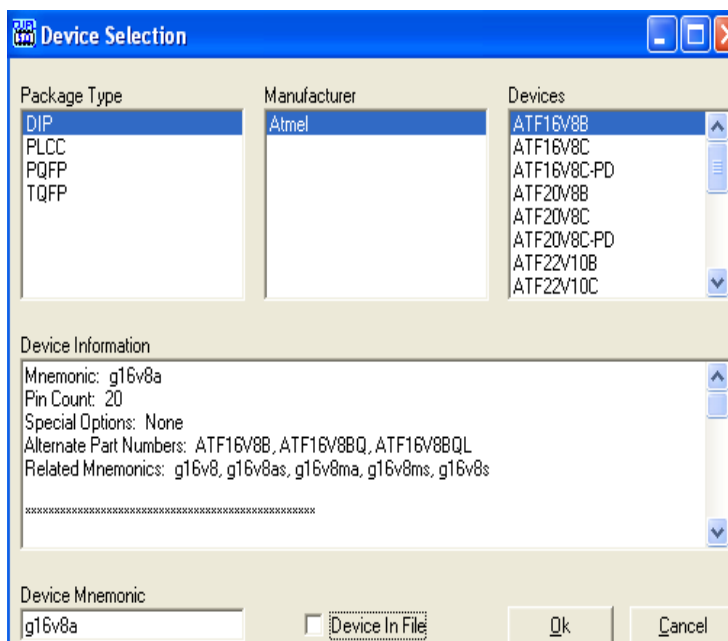 Device Selection
Package Type
DIP
PLCC
PQFP
TQFP
Manufacturer
Atmel
Devices
ATF16V8B
ATF16V8C
ATF16V8C-PD
ATF20V8B
ATF20V8C
ATF20V8C-PD
ATF22V10B
ATF22V10C
Device Information
Mnemonic: g16v8a
Pin Count: 20
Special Options: None
Alternate Part Numbers: ATF16V8B, ATF16V8BQ, ATF16V8BQL
Related Mnemonics: g16v8, g16v8as, g16v8ma, g16v8ms, g16v8s
Device Mnemonic
g16v8a
Device In File
Ok
Cancel